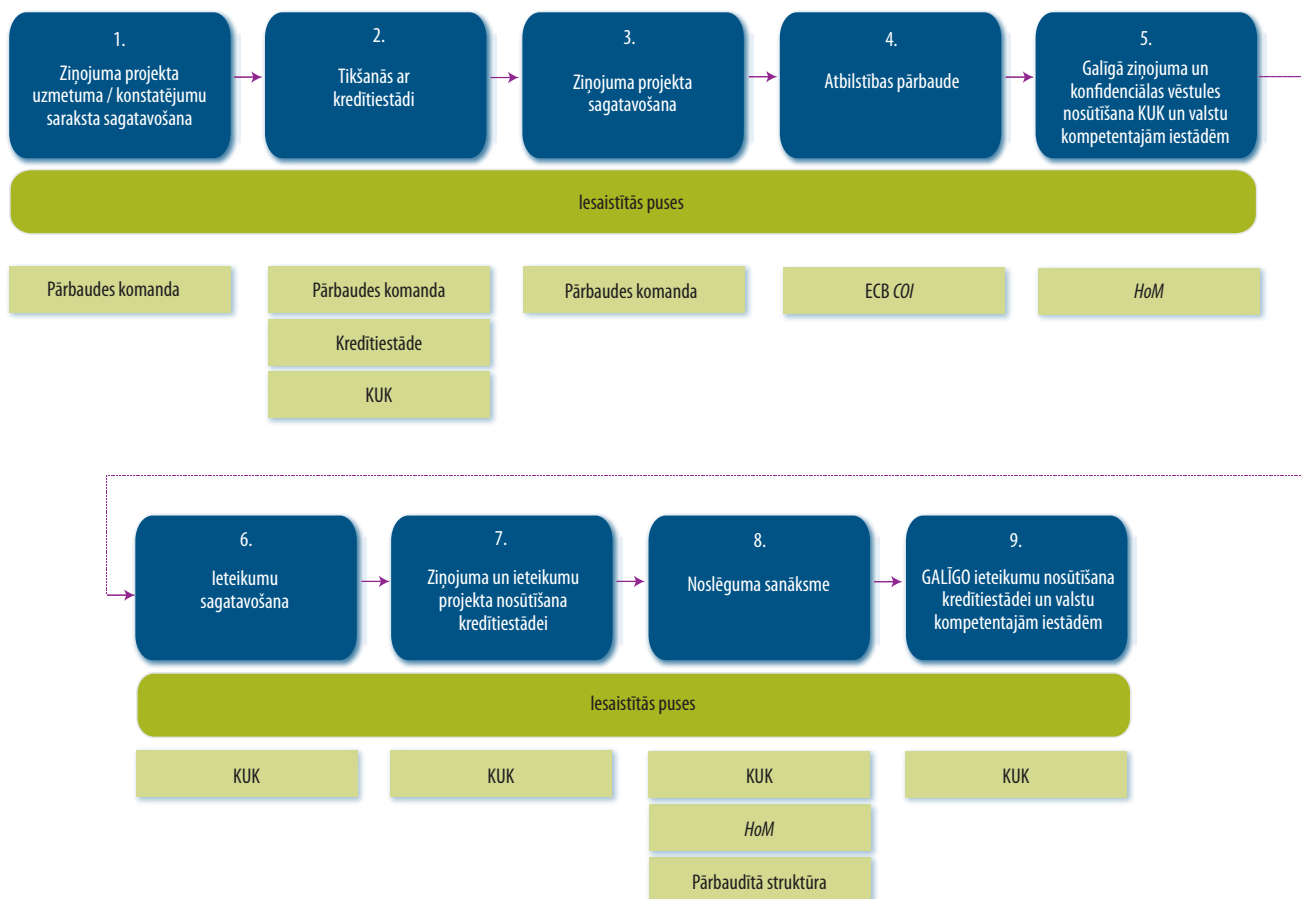 1.
Ziņojuma projekta
uzmetuma / konstatējumu
saraksta sagatavošana
2.
Tikšanās ar
kredītiestādi
3.
Ziņojuma projekta
sagatavošana
4.
Atbilstības pārbaude
5.
Galīgā ziņojuma un
konfidenciālas vēstules
nosūtīšana KUK un valstu
kompetentajām iestādēm
Iesaistītās puses
Pārbaudes komanda
Pārbaudes komanda
Kredītiestāde
KUK
Pārbaudes komanda
ECB COI
HoM
6.
Ieteikumu
sagatavošana
7.
Ziņojuma un ieteikumu
projekta nosūtīšana
kredītiestādei
8.
Noslēguma sanāksme
9.
GALĪGO ieteikumu nosūtīšana
kredītiestādei un valstu
kompetentajām iestādēm
Iesaistītās puses
KUK
KUK
KUK
HoM
Pārbaudītā struktūra
KUK